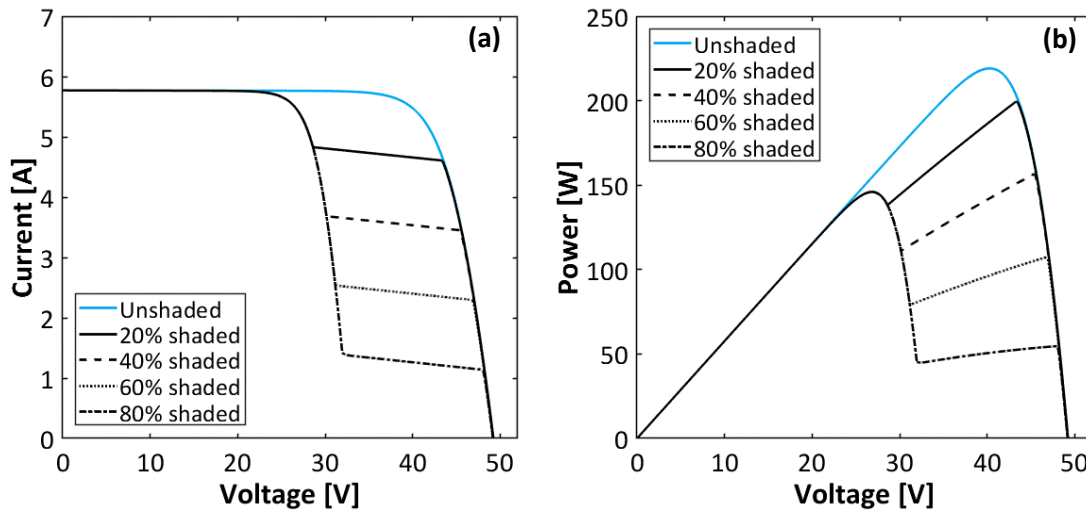 (a)
6
5
4
3
2
1
0
0 10 20 30 40 50
Current [A]
Voltage [V]
Unshaded
20% shaded
40% shaded
60% shaded
80% shaded
(b)
250
200
150
100
50
0
0 10 20 30 40 50
Power [W]
Voltage [V]
Unshaded
20% shaded
40% shaded
60% shaded
80% shaded